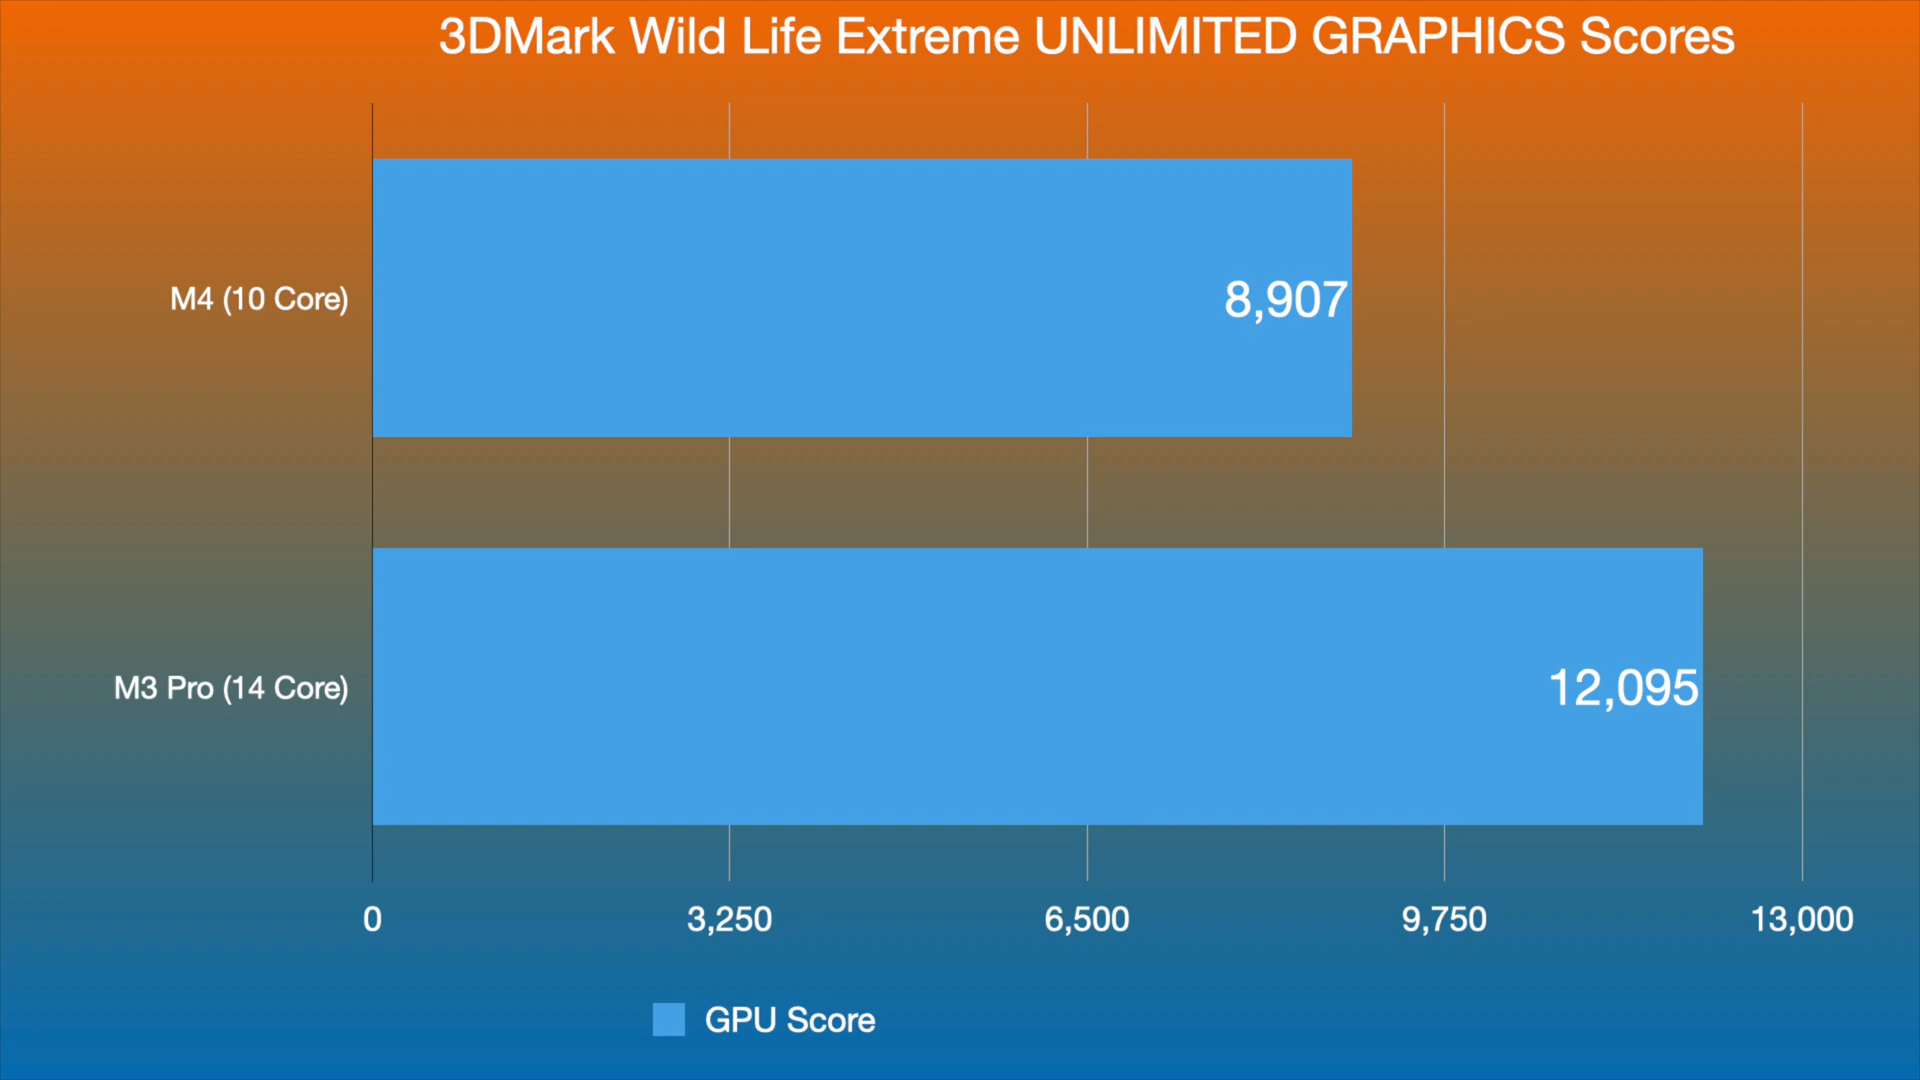 3DMark Wild Life Extreme UNLIMITED GRAPHICS Scores
M4 (10 Core)
8,907
M3 Pro (14 Core)
12,095
0 3,250 6,500 9,750 13,000
GPU Score